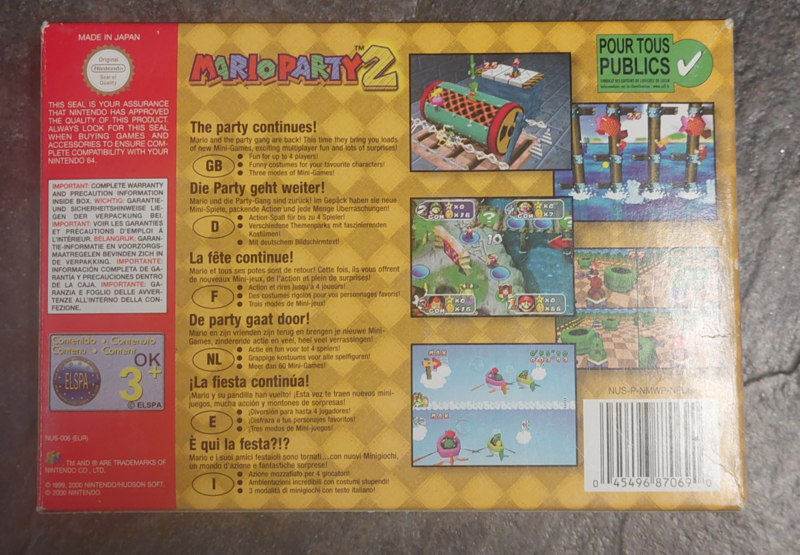 MADE IN JAPAN
Original
Nintendo
Seal of
Quality
THIS SEAL IS YOUR ASSURANCE
THAT NINTENDO HAS APPROVED
THE QUALITY OF THIS PRODUCT.
ALWAYS LOOK FOR THIS SEAL
WHEN BUYING GAMES AND
ACCESSORIES TO ENSURE COM-
PLETE COMPATIBILITY WITH YOUR
NINTENDO 64.
IMPORTANT: COMPLETE WARRANTY
AND PRECAUTION INFORMATION
INSIDE BOX. WICHTIG: GARANTIE-
UND SICHERHEITSHINWEISE LIE-
GEN DER VERPACKUNG BEI.
IMPORTANT: VOIR LES GARANTIES
ET PRÉCAUTIONS D'EMPLOI À
L'INTÉRIEUR. BELANGRIJK: GARAN-
TIE-INFORMATIE EN VOORZORGS-
MAATREGELEN BEVINDEN ZICH IN
DE VERPAKKING. IMPORTANTE:
INFORMACIÓN COMPLETA DE GA-
RANTÍA Y PRECAUCIONES DENTRO
DE LA CAJA. IMPORTANTE: GA-
RANZIA E FOGLIO DELLE AVVER-
TENZE ALL'INTERNO DELLA CON-
FEZIONE.
Contenido • Contenuto
Contenu • Content
ELSPA
OK
3+
© ELSPA
NUS-006 (EUR)
TM AND ® ARE TRADEMARKS OF
NINTENDO CO., LTD.
© 1999, 2000 NINTENDO/HUDSON SOFT.
© 2000 NINTENDO.
MARIO PARTY 2™
The party continues!
Mario and the party gang are back! This time they bring you loads
of new Mini-Games, exciting multiplayer fun and lots of surprises!
GB
• Fun for up to 4 players!
• Funny costumes for your favourite characters!
• Three modes of Mini-Games!
Die Party geht weiter!
Mario und die Party-Gang sind zurück! Im Gepäck haben sie neue
Mini-Spiele, packende Action und jede Menge Überraschungen!
D
• Action-Spaß für bis zu 4 Spieler!
• Verschiedene Themenparks mit faszinierenden
Kostümen!
• Mit deutschem Bildschirmtext!
La fête continue!
Mario et tous ses potes sont de retour! Cette fois, ils vous offrent
de nouveaux Mini-jeux, de l'action et plein de surprises!
F
• Action et rires jusqu'à 4 joueurs!
• Des costumes rigolos pour vos personnages favoris!
• Trois modes de Mini-jeux!
De party gaat door!
Mario en zijn vrienden zijn terug en brengen je nieuwe Mini-
Games, zinderende actie en veel, heel veel verrassingen!
NL
• Actie en fun voor tot 4 spelers!
• Grappige kostuums voor alle spelfiguren!
• Meer dan 60 Mini-Games!
¡La fiesta continúa!
¡Mario y su pandilla han vuelto! ¡Esta vez te traen nuevos mini-
juegos, mucha acción y montones de sorpresas!
E
• ¡Diversión para hasta 4 jugadores!
• ¡Disfraza a tus personajes favoritos!
• ¡Tres modos de Mini-juegos!
È qui la festa?!?
Mario e i suoi amici festaioli sono tornati....con nuovi Minigiochi,
un mondo d'azione e fantastiche sorprese!
I
• Azione mozzafiato per 4 giocatori!
• Ambientazioni incredibili con costumi stupendi!
• 3 modalità di minigiochi con testo italiano!
POUR TOUS
PUBLICS
10
COM
NUS-P-NMWP-NEU
0 45496 87069 0